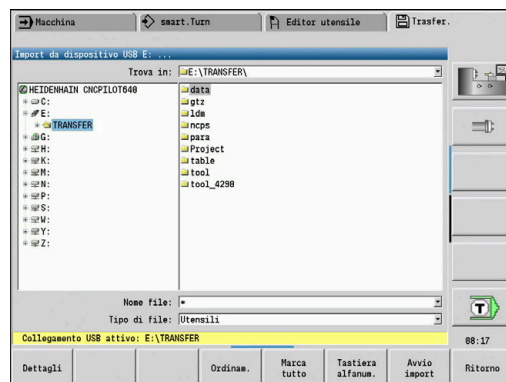 Macchina
smart.Turn
Editor utensile
Trasfer.
Import da dispositivo USB E: ...
Trova in: E:\TRANSFER\
HEIDENHAIN CNCPILOT640
C:
E:
TRANSFER
G:
H:
K:
M:
N:
P:
S:
W:
Y:
Z:
data
gtz
ldm
ncps
para
Project
table
tool
tool_4290
Nome file: *
Tipo di file: Utensili
Collegamento USB attivo: E:\TRANSFER
T
08:17
Dettagli
Ordinam.
Marca
tutto
Tastiera
alfanum.
Avvio
import
Ritorno